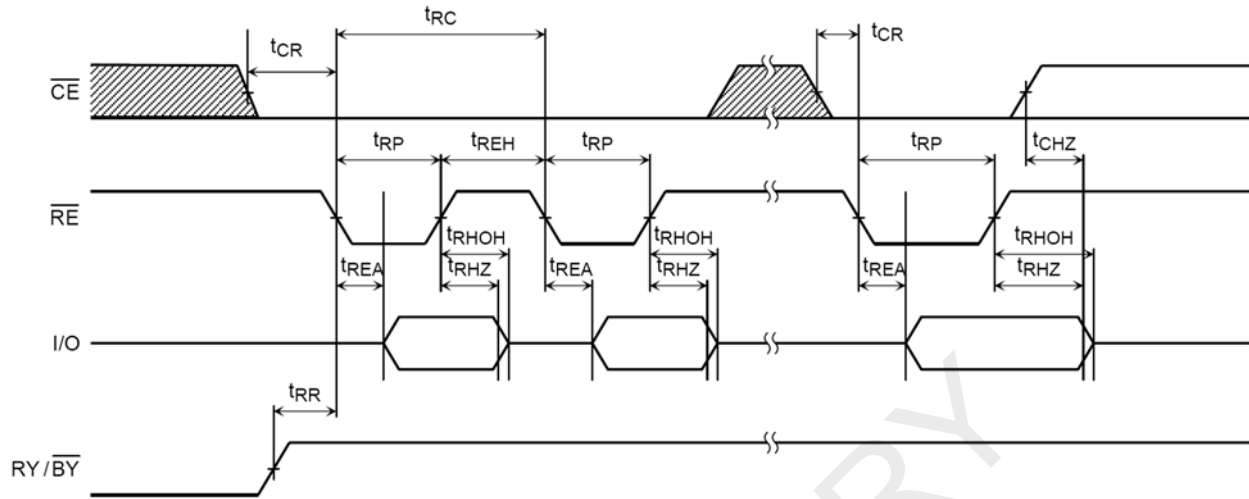 tRC
tCR
tCR
CE
tRP
tREH
tRP
tRP
tCHZ
RE
tRHOH
tRHOH
tRHOH
tREA
tRHZ
tREA
tRHZ
tREA
tRHZ
I/O
tRR
RY/BY
RY